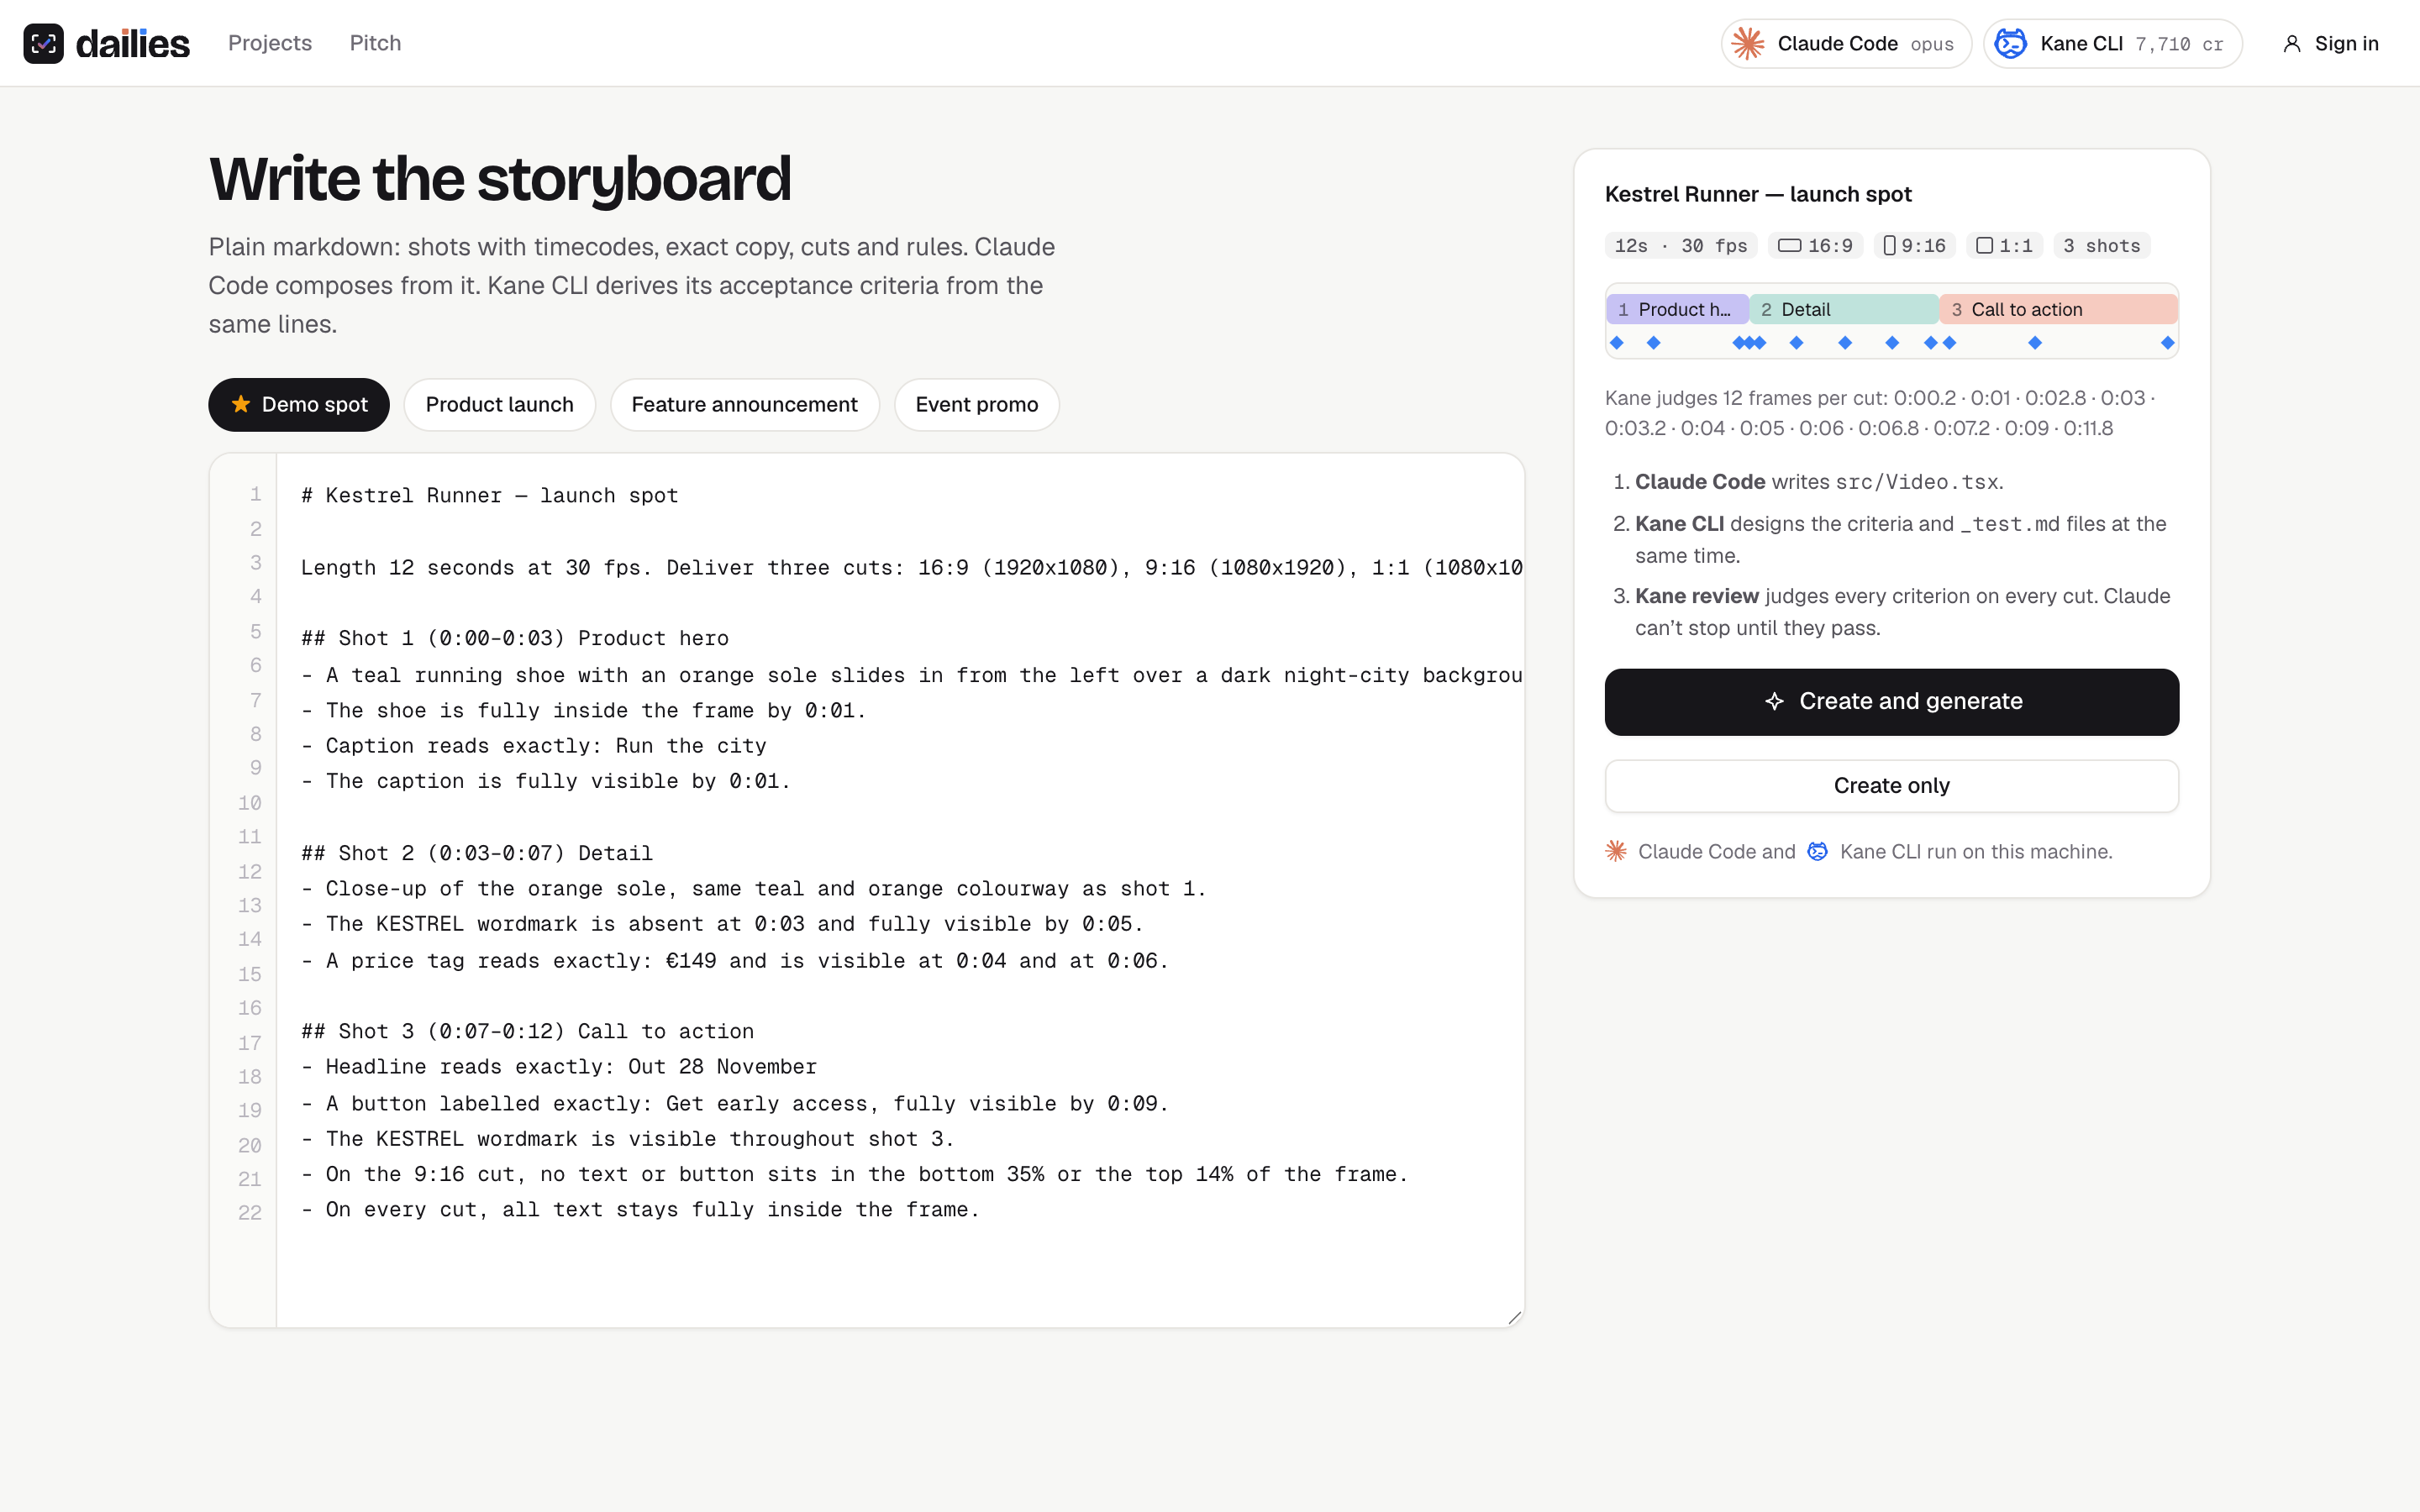 dailies Projects Pitch Claude Code opus Kane CLI 7,710 cr Sign in
Write the storyboard
Plain markdown: shots with timecodes, exact copy, cuts and rules. Claude
Code composes from it. Kane CLI derives its acceptance criteria from the
same lines.
Demo spot Product launch Feature announcement Event promo
1 # Kestrel Runner – launch spot
2
3 Length 12 seconds at 30 fps. Deliver three cuts: 16:9 (1920x1080), 9:16 (1080x1920), 1:1 (1080x10
4
5 ## Shot 1 (0:00-0:03) Product hero
6 - A teal running shoe with an orange sole slides in from the left over a dark night-city backgrou
7 - The shoe is fully inside the frame by 0:01.
8 - Caption reads exactly: Run the city
9 - The caption is fully visible by 0:01.
10
11 ## Shot 2 (0:03-0:07) Detail
12 - Close-up of the orange sole, same teal and orange colourway as shot 1.
13 - The KESTREL wordmark is absent at 0:03 and fully visible by 0:05.
14 - A price tag reads exactly: €149 and is visible at 0:04 and at 0:06.
15
16 ## Shot 3 (0:07-0:12) Call to action
17 - Headline reads exactly: Out 28 November
18 - A button labelled exactly: Get early access, fully visible by 0:09.
19 - The KESTREL wordmark is visible throughout shot 3.
20 - On the 9:16 cut, no text or button sits in the bottom 35% or the top 14% of the frame.
21 - On every cut, all text stays fully inside the frame.
22
Kestrel Runner — launch spot
12s · 30 fps 16:9 9:16 1:1 3 shots
1 Product h... 2 Detail 3 Call to action
Kane judges 12 frames per cut: 0:00.2 · 0:01 · 0:02.8 · 0:03 ·
0:03.2 · 0:04 · 0:05 · 0:06 · 0:06.8 · 0:07.2 · 0:09 · 0:11.8
1. Claude Code writes src/Video.tsx.
2. Kane CLI designs the criteria and _test.md files at the
same time.
3. Kane review judges every criterion on every cut. Claude
can’t stop until they pass.
Create and generate
Create only
Claude Code and Kane CLI run on this machine.